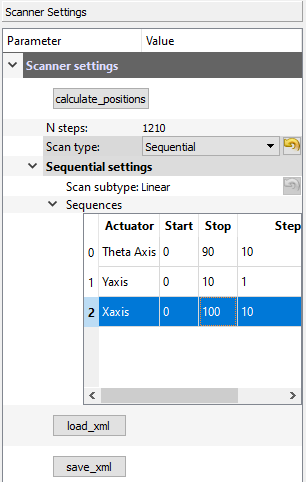 Scanner Settings
Parameter Value
Scanner settings
calculate_positions
N steps: 1210
Scan type: Sequential
Sequential settings
Scan subtype: Linear
Sequences
Actuator Start Stop Step
0 Theta Axis 0 90 10
1 Yaxis 0 10 1
2 Xaxis 0 100 10
load_xml
save_xml